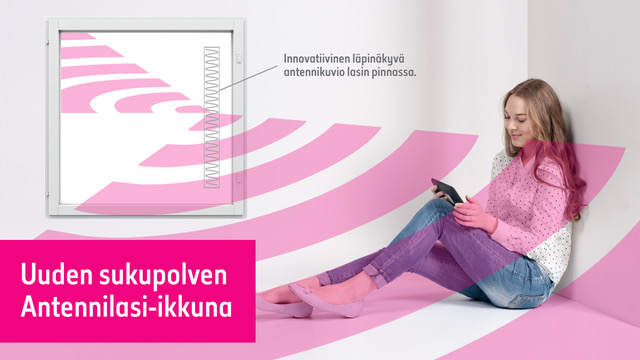 Innovatiivinen läpinäkyvä
antennikuvio lasin pinnassa.
Uuden sukupolven
Antennilasi-ikkuna